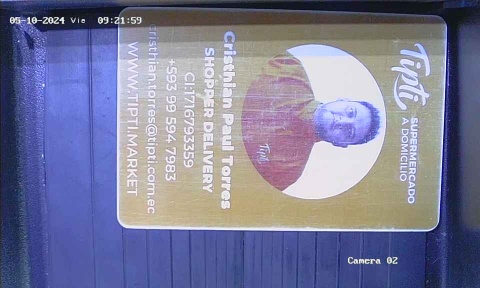 05-10-2024 Vie 09:21:59
Tipti
SUPERMERCADO
A DOMICILIO
Tipti
Cristhian Paul Torres
SHOPPER DELIVERY
CI:1716793359
+593 99 594 7983
cristhian.torres@tipti.com.ec
WWW.TIPTI.MARKET
Camera 02